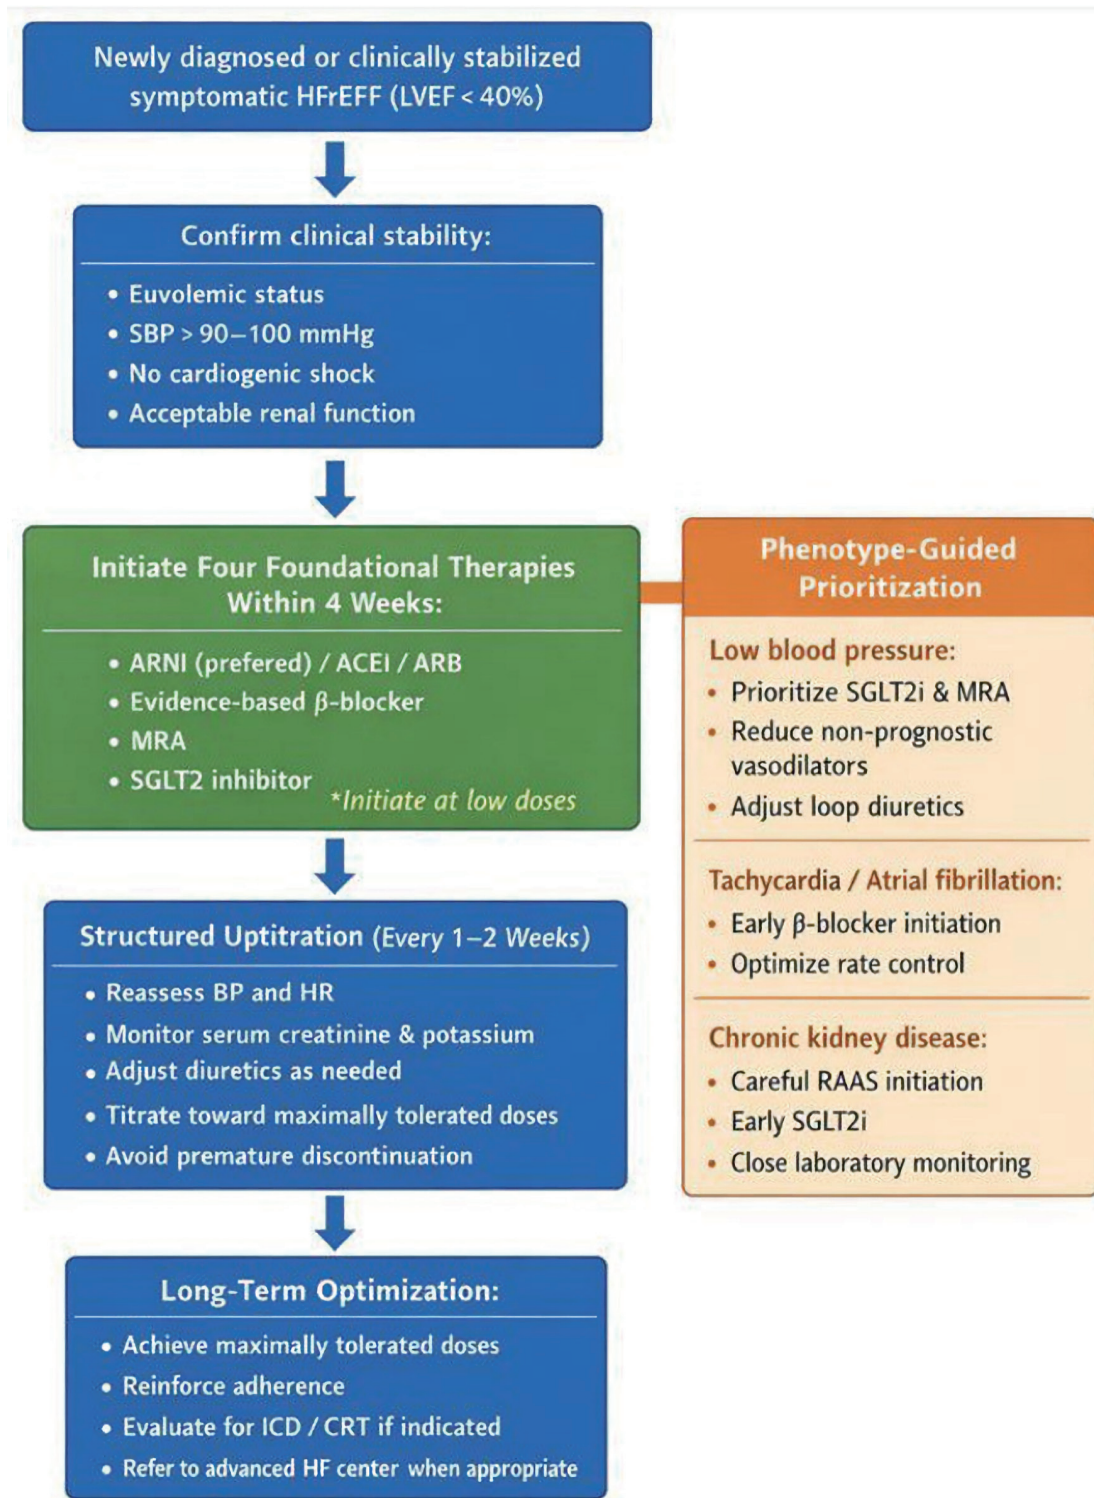 Newly diagnosed or clinically stabilized
symptomatic HFrEFF (LVEF < 40%)
Confirm clinical stability:
• Euvolemic status
• SBP > 90–100 mmHg
• No cardiogenic shock
• Acceptable renal function
Initiate Four Foundational Therapies
Within 4 Weeks:
• ARNI (prefered) / ACEI / ARB
• Evidence-based β-blocker
• MRA
• SGLT2 inhibitor
*Initiate at low doses
Phenotype-Guided
Prioritization
Low blood pressure:
• Prioritize SGLT2i & MRA
• Reduce non-prognostic
vasodilators
• Adjust loop diuretics
Tachycardia / Atrial fibrillation:
• Early β-blocker initiation
• Optimize rate control
Chronic kidney disease:
• Careful RAAS initiation
• Early SGLT2i
• Close laboratory monitoring
Structured Uptitration (Every 1–2 Weeks)
• Reassess BP and HR
• Monitor serum creatinine & potassium
• Adjust diuretics as needed
• Titrate toward maximally tolerated doses
• Avoid premature discontinuation
Long-Term Optimization:
• Achieve maximally tolerated doses
• Reinforce adherence
• Evaluate for ICD / CRT if indicated
• Refer to advanced HF center when appropriate